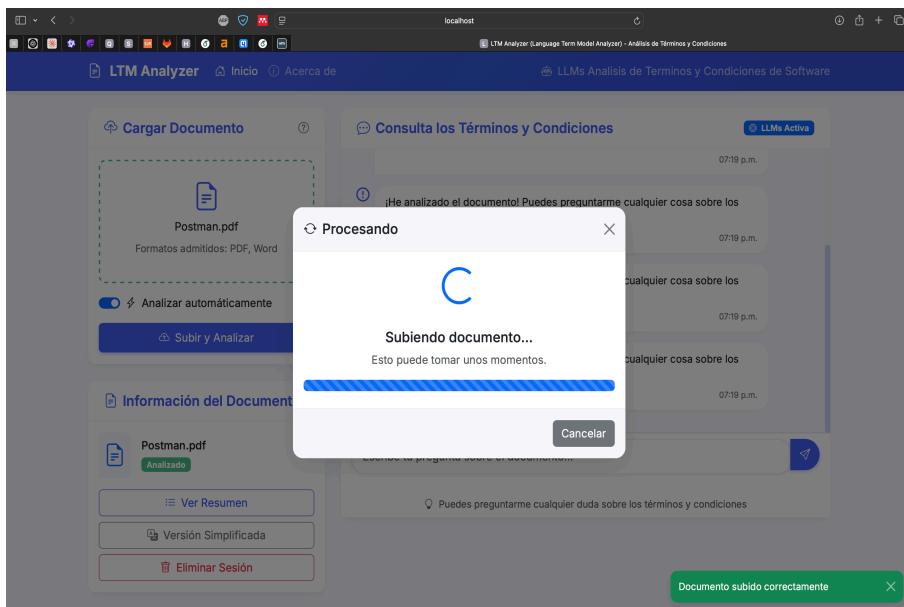 localhost
LTM Analyzer (Language Term Model Analyzer) - Análisis de Términos y Condiciones
LTM Analyzer Inicio Acerca de
LLMs Analisis de Terminos y Condiciones de Software
Cargar Documento
Postman.pdf
Formatos admitidos: PDF, Word
Analizar automáticamente
Subir y Analizar
Información del Document
Postman.pdf
Analizado
Ver Resumen
Versión Simplificada
Eliminar Sesión
Consulta los Términos y Condiciones
LLMs Activa
07:19 p.m.
¡He analizado el documento! Puedes preguntarme cualquier cosa sobre los
07:19 p.m.
cualquier cosa sobre los
07:19 p.m.
cualquier cosa sobre los
07:19 p.m.
Procesando
Subiendo documento...
Esto puede tomar unos momentos.
Cancelar
Escribe tu pregunta sobre el documento...
Puedes preguntarme cualquier duda sobre los términos y condiciones
Documento subido correctamente